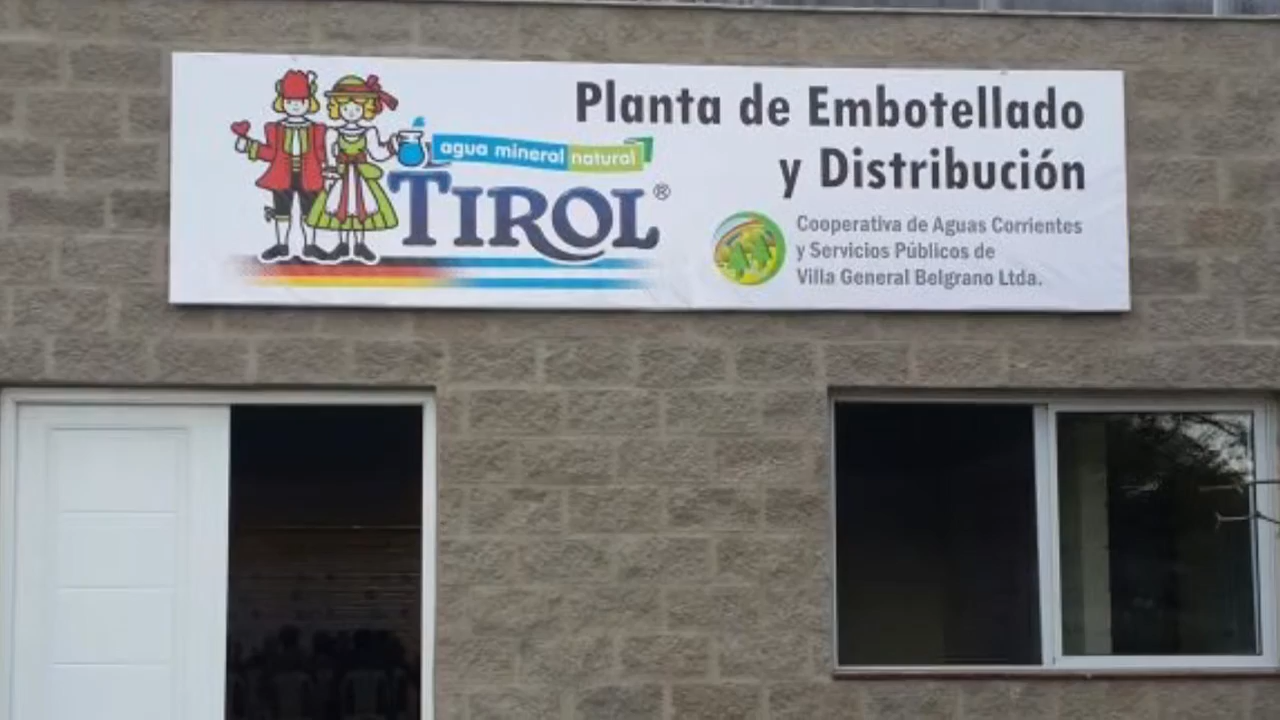 agua mineral natural
TIROL®
Planta de Embotellado
y Distribución
Cooperativa de Aguas Corrientes
y Servicios Públicos de
Villa General Belgrano Ltda.